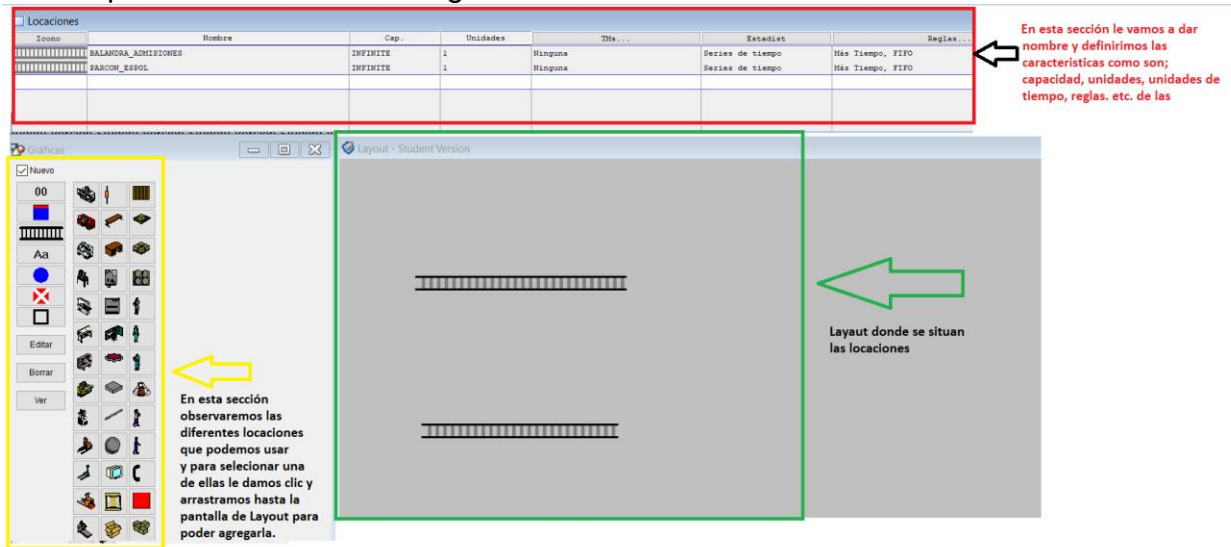 Locaciones
Icono Nombre Cap. Unidades TMs... Estadist Reglas...
BALANDRA_ADMISIONES INFINITE 1 Ninguna Series de tiempo Más Tiempo, FIFO
PARCON_ESPOL INFINITE 1 Ninguna Series de tiempo Más Tiempo, FIFO
En esta sección le vamos a dar
nombre y definirimos las
caracteristicas como son;
capacidad, unidades, unidades de
tiempo, reglas. etc. de las
Gráficas
Nuevo
00
Aa
Editar
Borrar
Ver
En esta sección
observaremos las
diferentes locaciones
que podemos usar
y para selecionar una
de ellas le damos clic y
arrastramos hasta la
pantalla de Layout para
poder agregarla.
Layout - Student Version
Layaut donde se situan
las locaciones